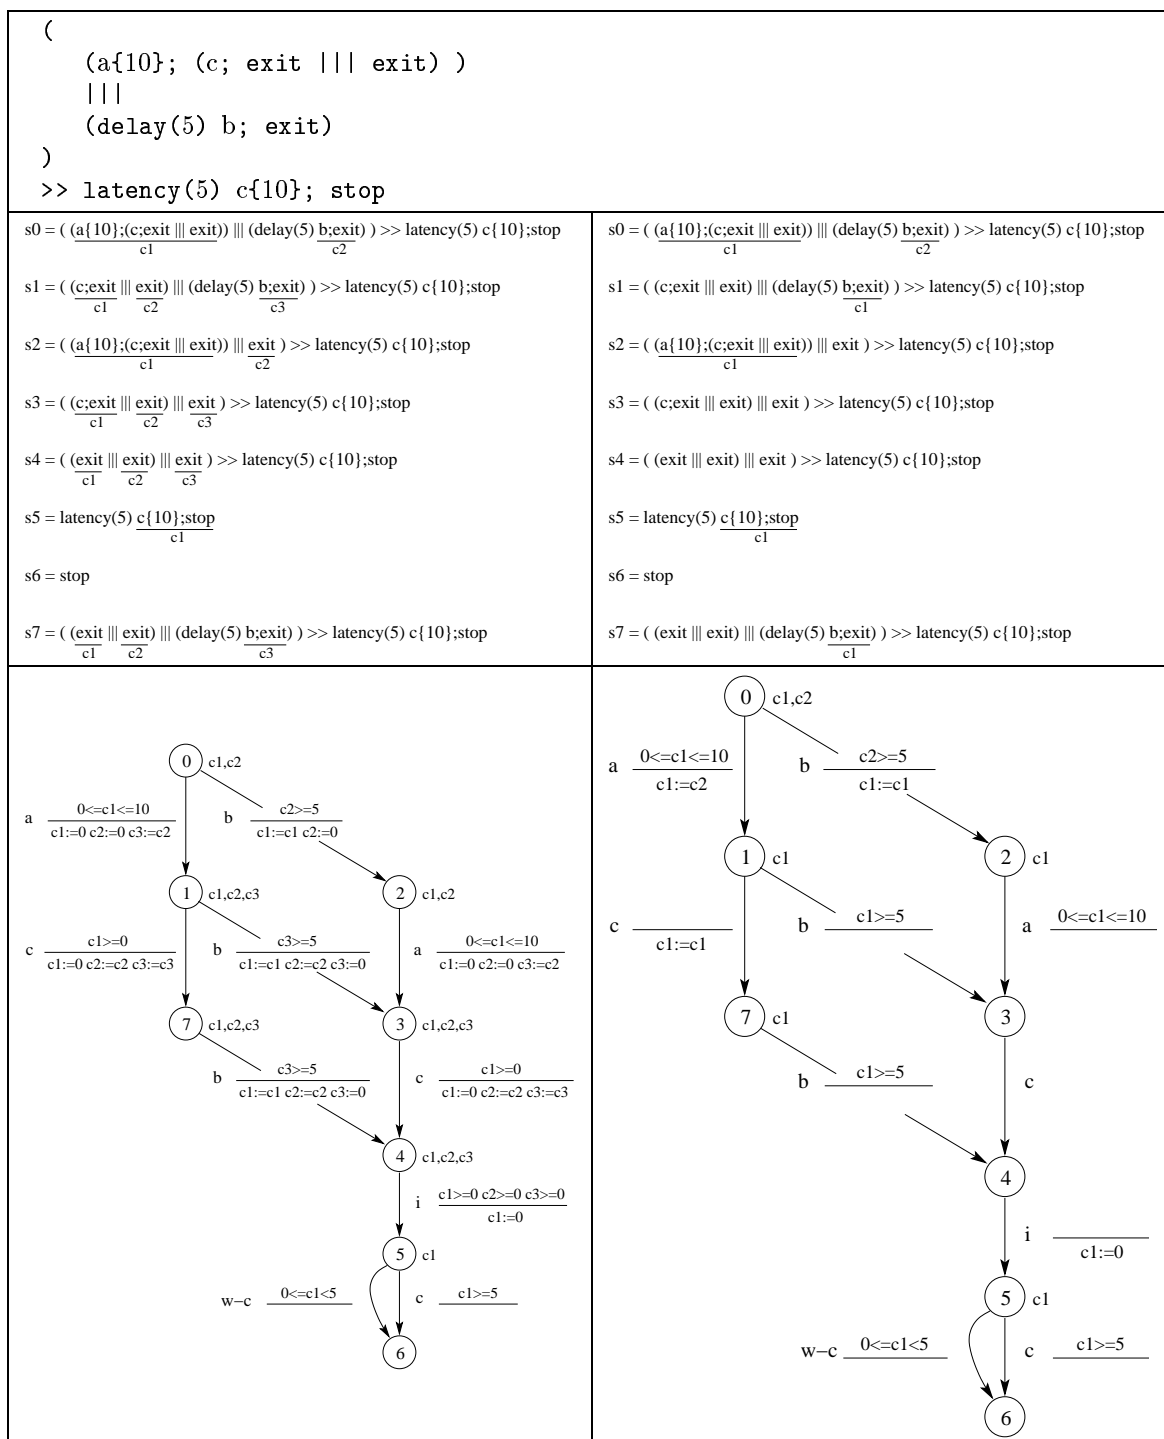 (
(a{10}; (c; exit ||| exit) )
|||
(delay(5) b; exit)
)
>> latency(5) c{10}; stop
s0 = ( (a{10};(c;exit ||| exit)) ||| (delay(5) b;exit) ) >> latency(5) c{10};stop
c1 c2
s1 = ( (c;exit ||| exit) ||| (delay(5) b;exit) ) >> latency(5) c{10};stop
c1 c2 c3
s2 = ( (a{10};(c;exit ||| exit)) ||| exit ) >> latency(5) c{10};stop
c1 c2
s3 = ( (c;exit ||| exit) ||| exit ) >> latency(5) c{10};stop
c1 c2 c3
s4 = ( (exit ||| exit) ||| exit ) >> latency(5) c{10};stop
c1 c2 c3
s5 = latency(5) c{10};stop
c1
s6 = stop
s7 = ( (exit ||| exit) ||| (delay(5) b;exit) ) >> latency(5) c{10};stop
c1 c2 c3
s0 = ( (a{10};(c;exit ||| exit)) ||| (delay(5) b;exit) ) >> latency(5) c{10};stop
c1 c2
s1 = ( (c;exit ||| exit) ||| (delay(5) b;exit) ) >> latency(5) c{10};stop
c1
s2 = ( (a{10};(c;exit ||| exit)) ||| exit ) >> latency(5) c{10};stop
c1
s3 = ( (c;exit ||| exit) ||| exit ) >> latency(5) c{10};stop
s4 = ( (exit ||| exit) ||| exit ) >> latency(5) c{10};stop
s5 = latency(5) c{10};stop
c1
s6 = stop
s7 = ( (exit ||| exit) ||| (delay(5) b;exit) ) >> latency(5) c{10};stop
c1
0 c1,c2
a 0<=c1<=10
c1:=0 c2:=0 c3:=c2
b c2>=5
c1:=c1 c2:=0
1 c1,c2,c3
2 c1,c2
c c1>=0
c1:=0 c2:=c2 c3:=c3
b c3>=5
c1:=c1 c2:=c2 c3:=0
a 0<=c1<=10
c1:=0 c2:=0 c3:=c2
7 c1,c2,c3
3 c1,c2,c3
b c3>=5
c1:=c1 c2:=c2 c3:=0
c c1>=0
c1:=0 c2:=c2 c3:=c3
4 c1,c2,c3
i c1>=0 c2>=0 c3>=0
c1:=0
5 c1
w-c 0<=c1<5
c c1>=5
6
0 c1,c2
a 0<=c1<=10
c1:=c2
b c2>=5
c1:=c1
1 c1
2 c1
c
c1:=c1
b c1>=5
a 0<=c1<=10
7 c1
3
b c1>=5
c
4
i
c1:=0
5 c1
w-c 0<=c1<5
c c1>=5
6